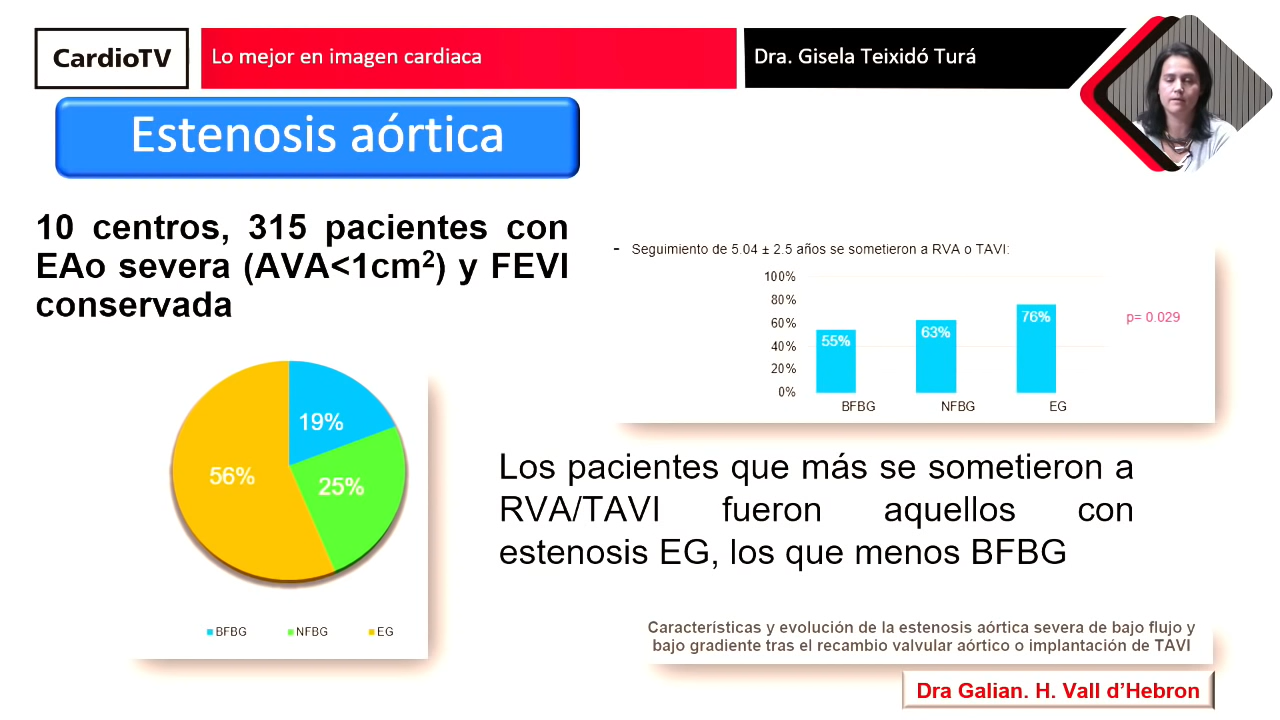 CardioTV
Lo mejor en imagen cardiaca
Dra. Gisela Teixidó Turá
Estenosis aórtica
10 centros, 315 pacientes con
EAo severa (AVA<1cm²) y FEVI
conservada
- Seguimiento de 5.04 ± 2.5 años se sometieron a RVA o TAVI:
100%
80%
60%
40%
20%
0%
55%
63%
76%
p= 0.029
BFBG
NFBG
EG
19%
56%
25%
BFBG
NFBG
EG
Los pacientes que más se sometieron a
RVA/TAVI fueron aquellos con
estenosis EG, los que menos BFBG
Características y evolución de la estenosis aórtica severa de bajo flujo y
bajo gradiente tras el recambio valvular aórtico o implantación de TAVI
Dra Galian. H. Vall d’Hebron